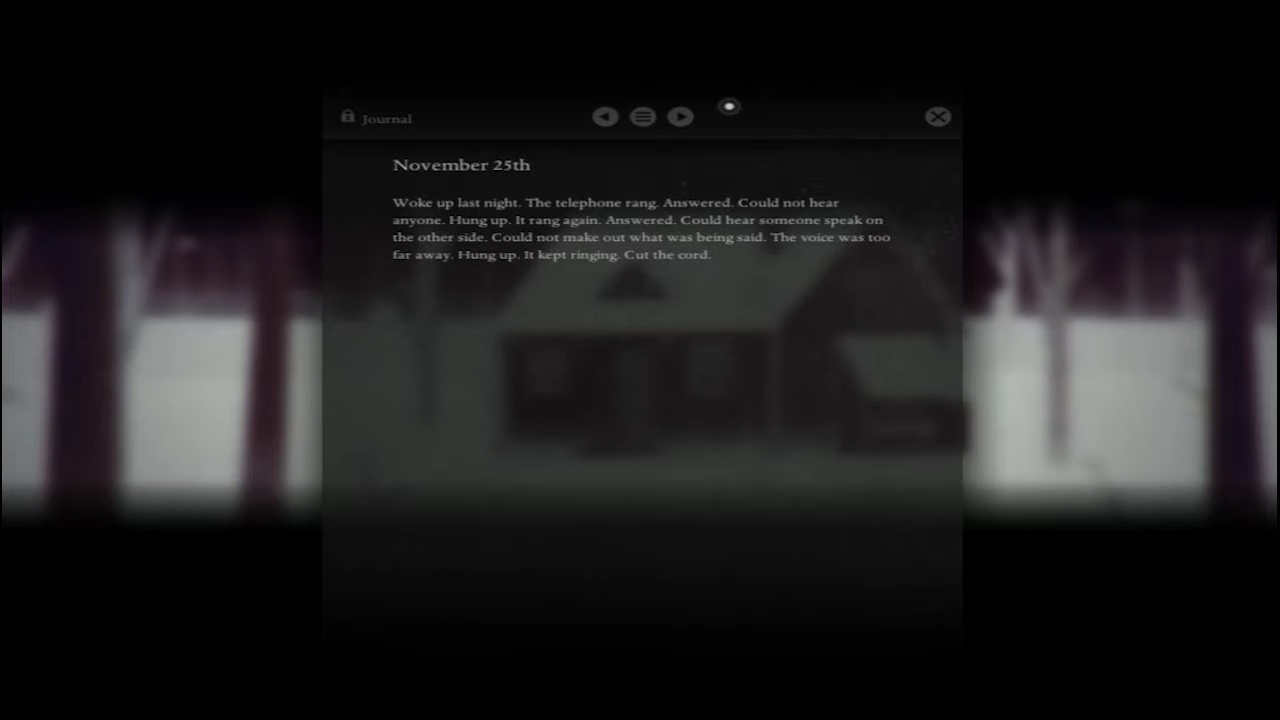 Journal
November 25th
Woke up last night. The telephone rang. Answered. Could not hear
anyone. Hung up. It rang again. Answered. Could hear someone speak on
the other side. Could not make out what was being said. The voice was too
far away. Hung up. It kept ringing. Cut the cord.